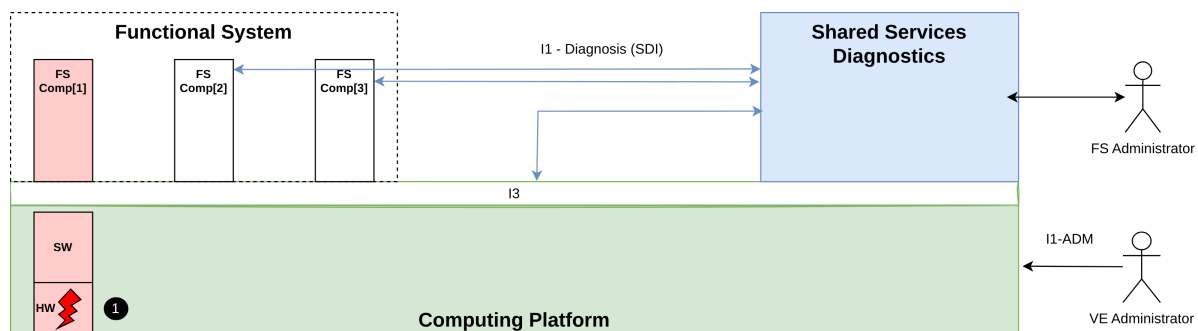 Functional System
Shared Services
Diagnostics
I1 - Diagnosis (SDI)
FS
Comp[1]
FS
Comp[2]
FS
Comp[3]
FS Administrator
I3
I1-ADM
SW
HW
1
Computing Platform
VE Administrator